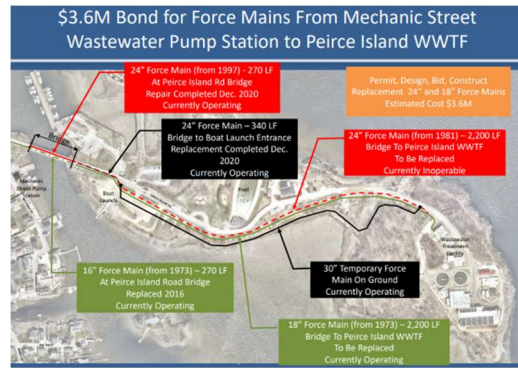 $3.6M Bond for Force Mains From Mechanic Street
Wastewater Pump Station to Peirce Island WWTF
24" Force Main (from 1997) - 270 LF
At Peirce Island Rd Bridge
Repair Completed Dec. 2020
Currently Operating
Permit, Design, Bid, Construct
Replacement 24" and 18" Force Mains
Estimated Cost $3.6M
24" Force Main – 340 LF
Bridge to Boat Launch Entrance
Replacement Completed Dec.
2020
Currently Operating
24" Force Main (from 1981) – 2,200 LF
Bridge To Peirce Island WWTF
To Be Replaced
Currently Inoperable
Bridge
Mechanic
Street Pump
Station
Boat
Launch
Pool
Wastewater
Treatment
Facility
16" Force Main (from 1973) – 270 LF
At Peirce Island Road Bridge
Replaced 2016
Currently Operating
30" Temporary Force
Main On Ground
Currently Operating
18" Force Main (from 1973) – 2,200 LF
Bridge To Peirce Island WWTF
To Be Replaced
Currently Operating